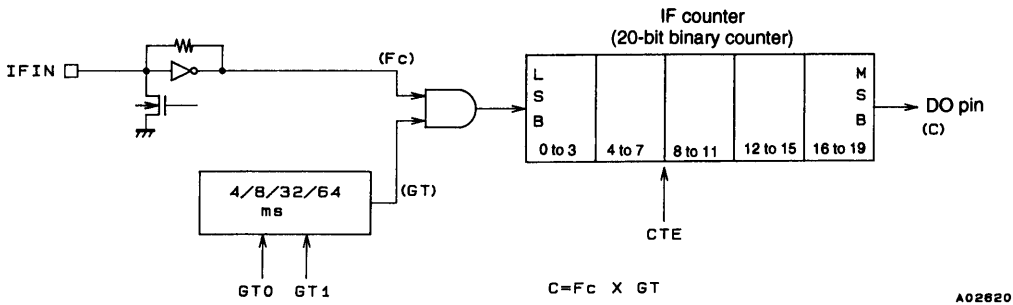 IF counter
(20-bit binary counter)
IFIN
(Fc)
L
S
B
M
S
B
DO pin
(C)
0 to 3
4 to 7
8 to 11
12 to 15
16 to 19
4/8/32/64
ms
(GT)
CTE
GT0
GT1
C=Fc X GT
A02620